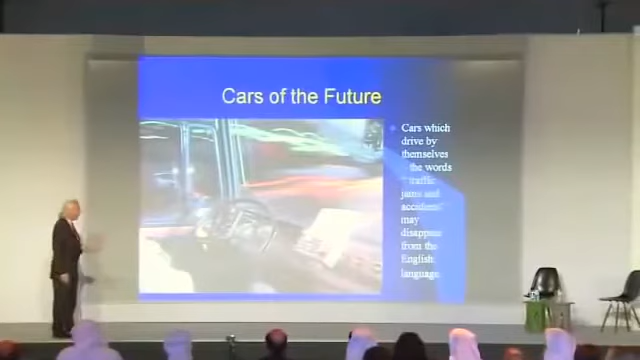 Cars of the Future
Cars which
drive by
themselves
the words
"traffic
jams and
accidents"
may
disappear
from the
English
language